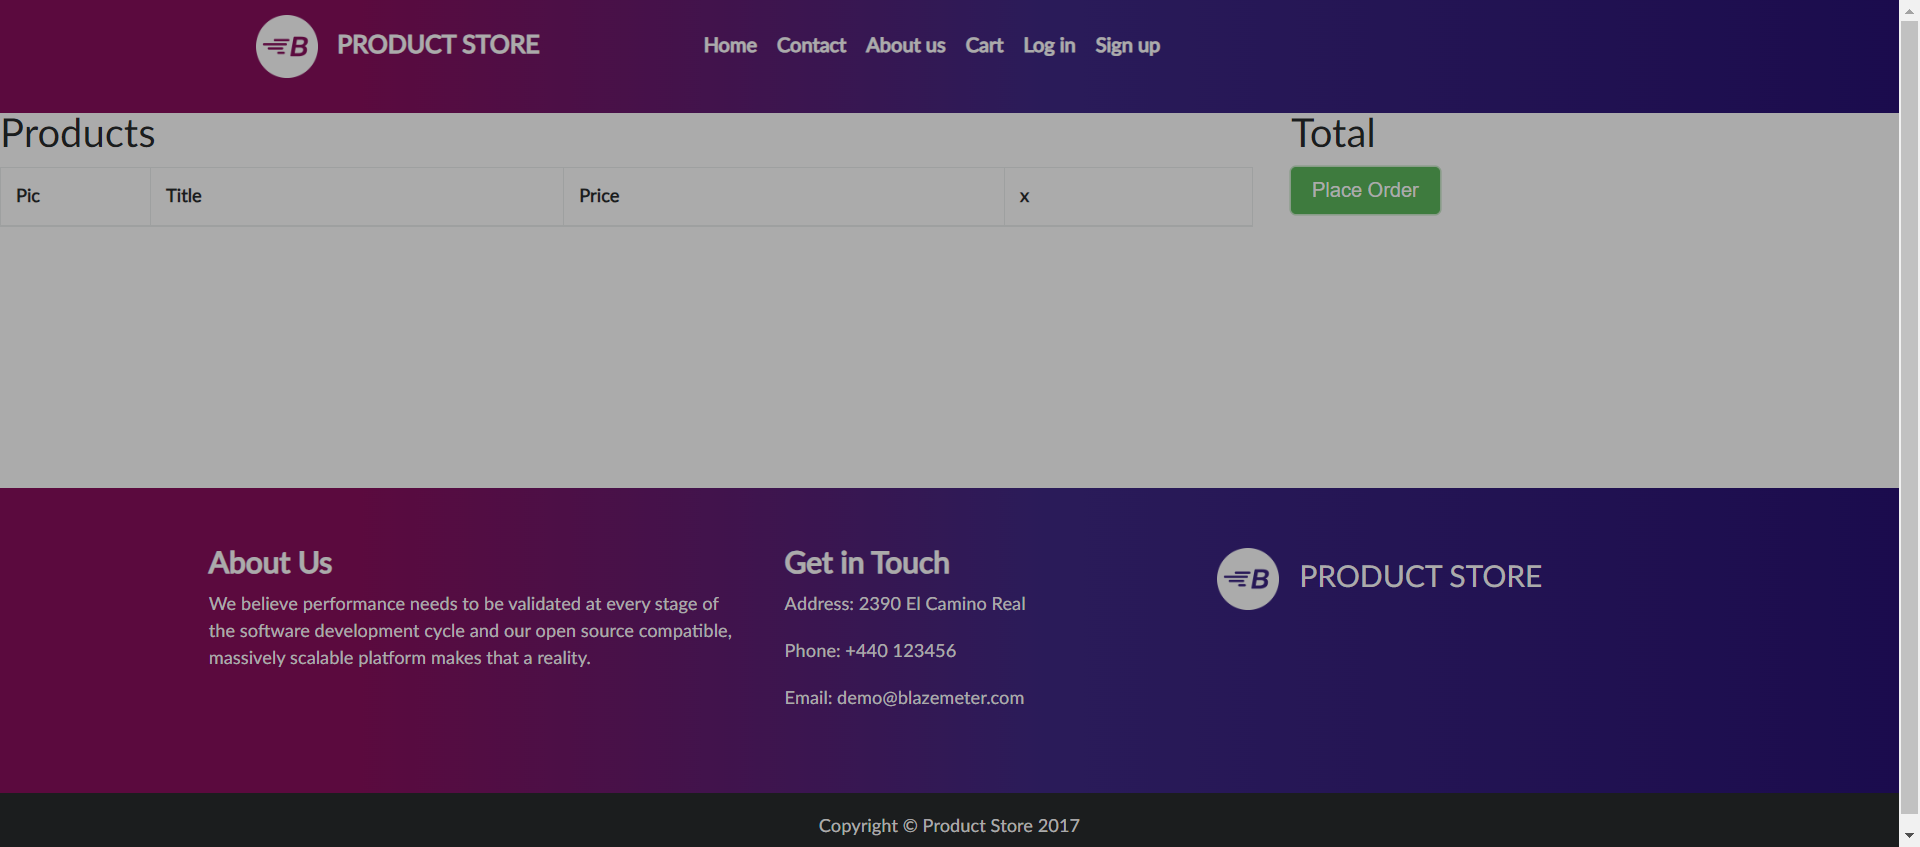 B PRODUCT STORE Home Contact About us Cart Log in Sign up
Products
Total
Pic Title Price x
Place Order
About Us
We believe performance needs to be validated at every stage of
the software development cycle and our open source compatible,
massively scalable platform makes that a reality.
Get in Touch
Address: 2390 El Camino Real
Phone: +440 123456
Email: demo@blazemeter.com
B PRODUCT STORE
Copyright © Product Store 2017